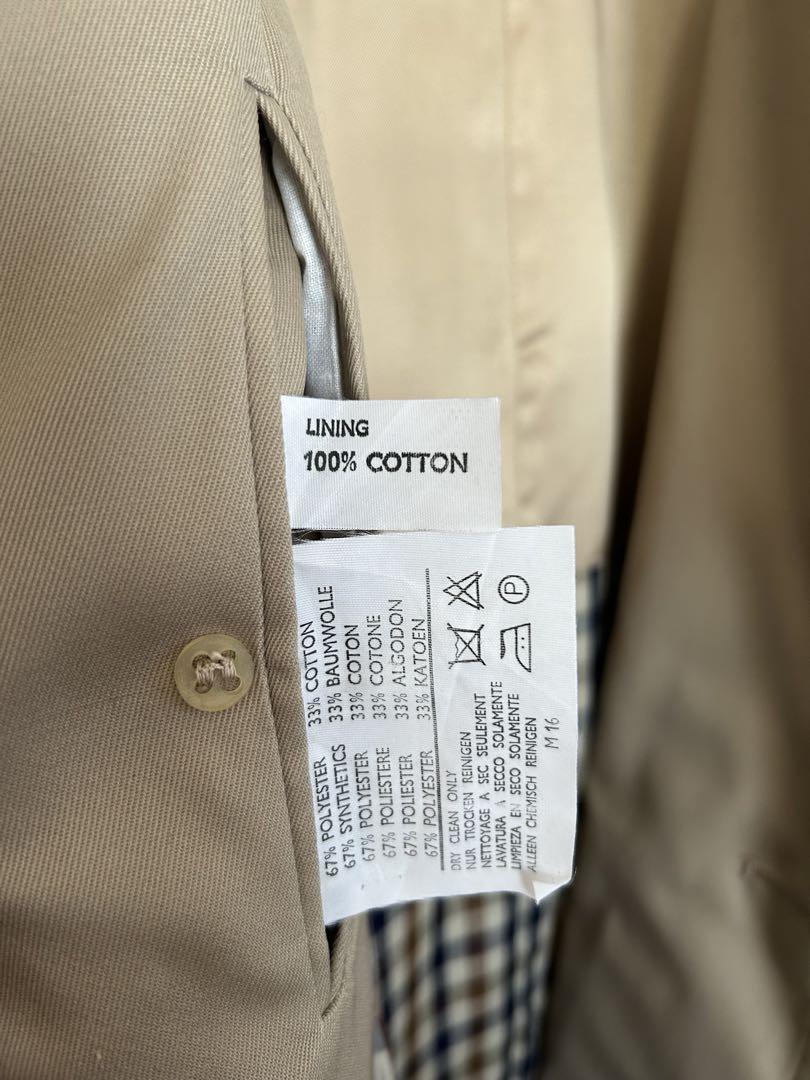 LINING
100% COTTON
67% POLYESTER 33% COTTON
67% SYNTHETICS 33% BAUMWOLLE
67% POLYESTER 33% COTON
67% POLIESTERE 33% COTONE
67% POLIESTER 33% ALGODON
67% POLYESTER 33% KATOEN
DRY CLEAN ONLY
NUR TROCKEN REINIGEN
NETTOYAGE A SEC SEULEMENT
LAVATURA A SECCO SOLAMENTE
LIMPIEZA EN SECO SOLAMENTE
ALLEEN CHEMISCH REINIGEN
M 16
P